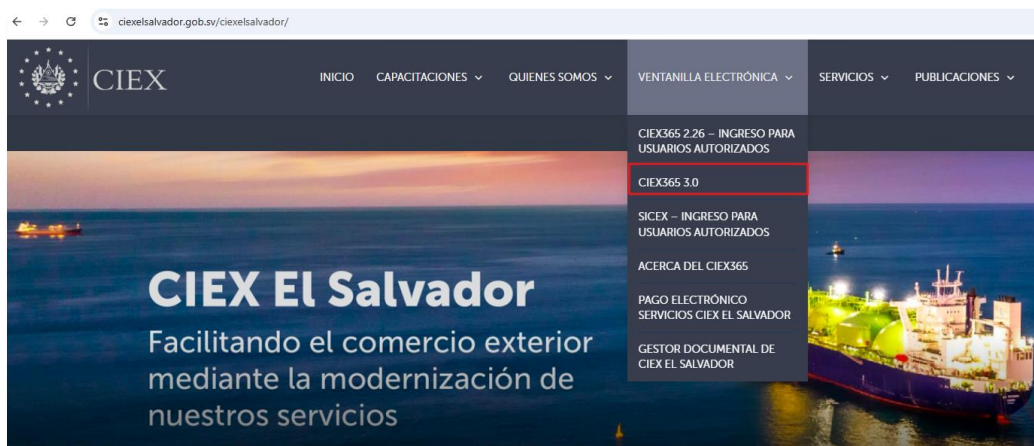 ciexelsalvador.gob.sv/ciexelsalvador/
CIEX
INICIO
CAPACITACIONES
QUIENES SOMOS
VENTANILLA ELECTRÓNICA
SERVICIOS
PUBLICACIONES
CIEX365 2.26 – INGRESO PARA
USUARIOS AUTORIZADOS
CIEX365 3.0
SICEX – INGRESO PARA
USUARIOS AUTORIZADOS
ACERCA DEL CIEX365
PAGO ELECTRÓNICO
SERVICIOS CIEX EL SALVADOR
GESTOR DOCUMENTAL DE
CIEX EL SALVADOR
CIEX El Salvador
Facilitando el comercio exterior
mediante la modernización de
nuestros servicios